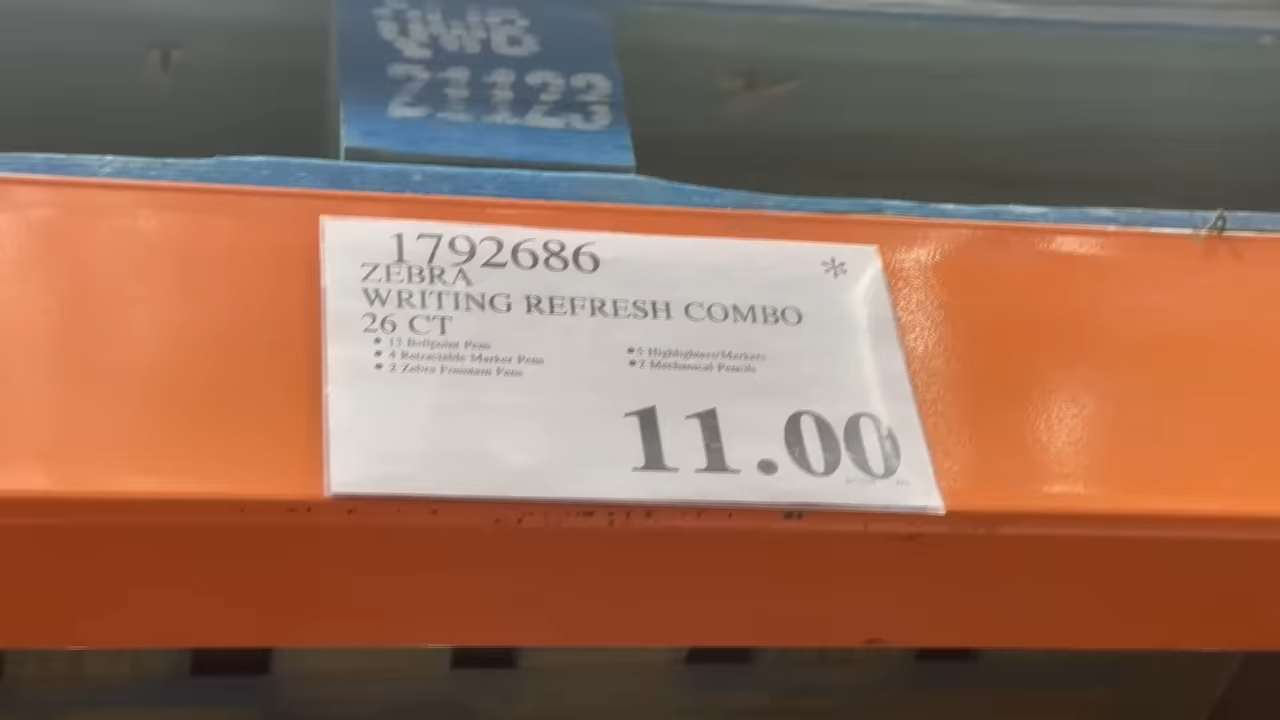 QWB
21123
1792686
*
ZEBRA
WRITING REFRESH COMBO
26 CT
• 13 Ballpoint Pens
• 4 Retractable Marker Pens
• 2 Zebra Fountain Pens
• 5 Highlighters/Markers
• 2 Mechanical Pencils
11.00